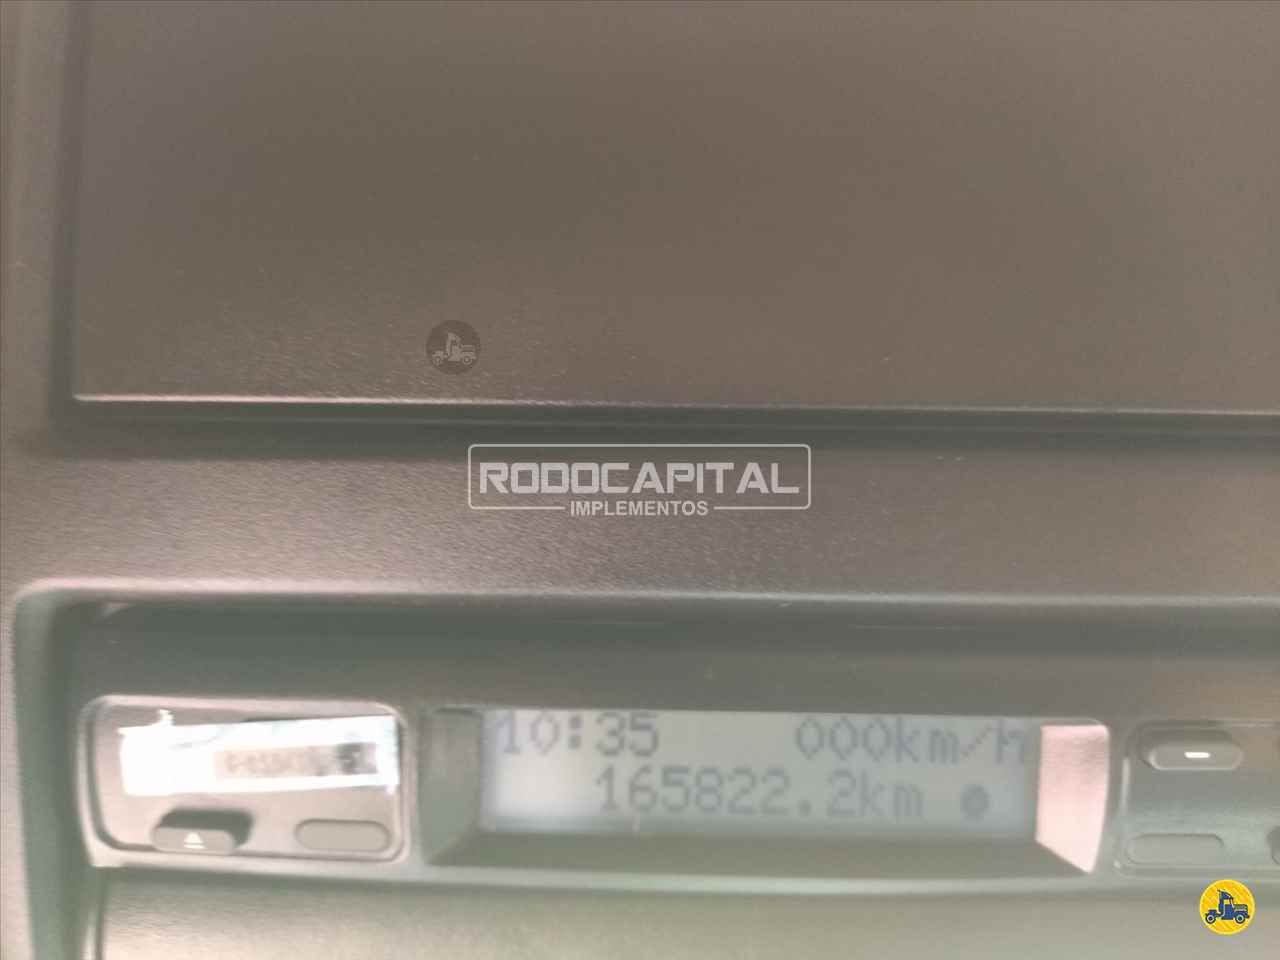 RODOCAPITAL
IMPLEMENTOS
10:35 000km/h
165822.2km